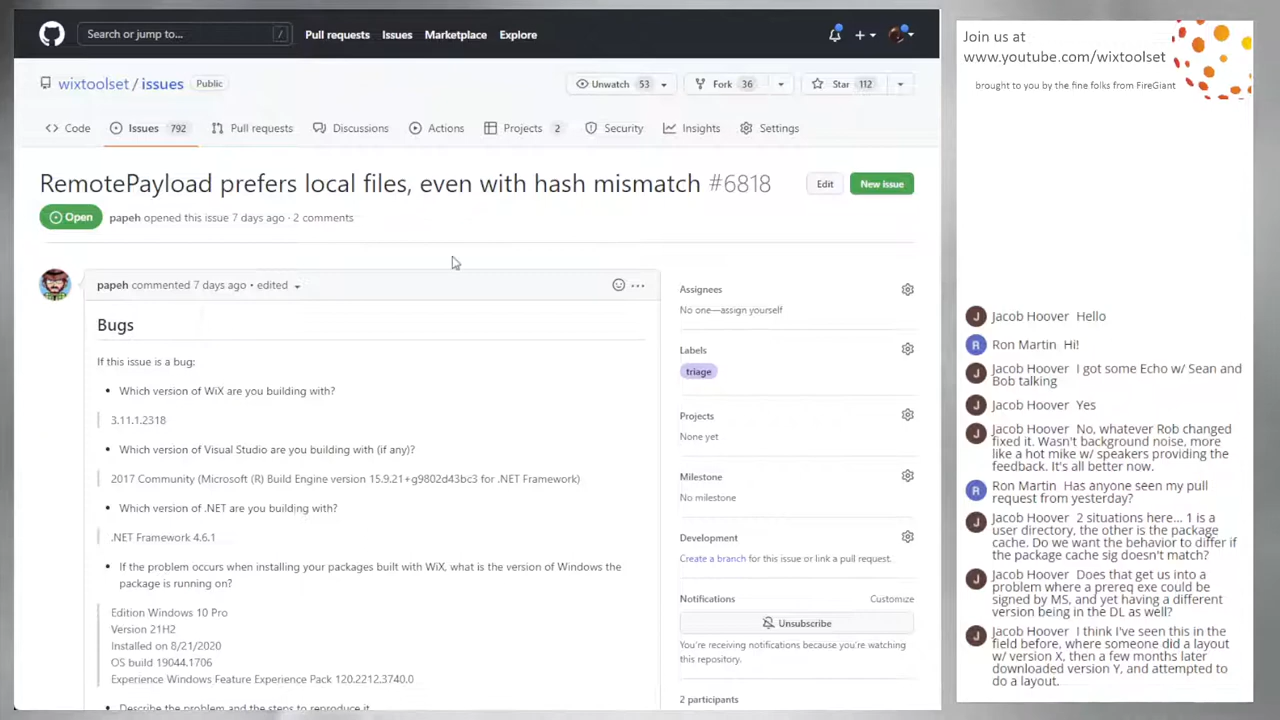 Search or jump to...
/
Pull requests
Issues
Marketplace
Explore
wixtoolset / issues
Public
Unwatch 53
Fork 36
Star 112
Code
Issues 792
Pull requests
Discussions
Actions
Projects 2
Security
Insights
Settings
RemotePayload prefers local files, even with hash mismatch #6818
Edit
New issue
Open
papeh opened this issue 7 days ago · 2 comments
papeh commented 7 days ago • edited
Bugs
If this issue is a bug:
• Which version of WiX are you building with?
3.11.1.2318
• Which version of Visual Studio are you building with (if any)?
2017 Community (Microsoft (R) Build Engine version 15.9.21+g9802d43bc3 for .NET Framework)
• Which version of .NET are you building with?
.NET Framework 4.6.1
• If the problem occurs when installing your packages built with WiX, what is the version of Windows the
package is running on?
Edition Windows 10 Pro
Version 21H2
Installed on 8/21/2020
OS build 19044.1706
Experience Windows Feature Experience Pack 120.2212.3740.0
• Describe the problem and the steps to reproduce it
Assignees
No one—assign yourself
Labels
triage
Projects
None yet
Milestone
No milestone
Development
Create a branch for this issue or link a pull request.
Notifications
Customize
Unsubscribe
You're receiving notifications because you're watching
this repository.
2 participants
Join us at
www.youtube.com/wixtoolset
brought to you by the fine folks from FireGiant
J Jacob Hoover Hello
R Ron Martin Hi!
J Jacob Hoover I got some Echo w/ Sean and
Bob talking
J Jacob Hoover Yes
J Jacob Hoover No, whatever Rob changed
fixed it. Wasn't background noise, more
like a hot mike w/ speakers providing the
feedback. It's all better now.
R Ron Martin Has anyone seen my pull
request from yesterday?
J Jacob Hoover 2 situations here... 1 is a
user directory, the other is the package
cache. Do we want the behavior to differ if
the package cache sig doesn't match?
J Jacob Hoover Does that get us into a
problem where a prereq exe could be
signed by MS, and yet having a different
version being in the DL as well?
J Jacob Hoover I think I've seen this in the
field before, where someone did a layout
w/ version X, then a few months later
downloaded version Y, and attempted to
do a layout.